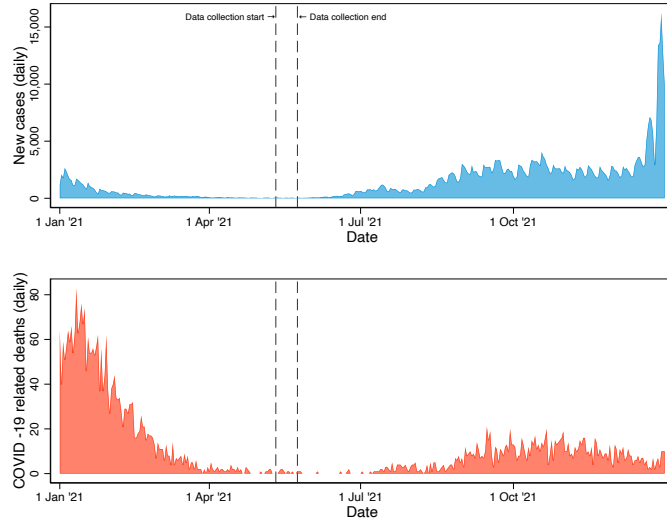 Data collection start → ← Data collection end
New cases (daily)
15,000
10,000
5,000
0
1 Jan '21 1 Apr '21 1 Jul '21 1 Oct '21
Date
COVID -19 related deaths (daily)
80
60
40
20
0
1 Jan '21 1 Apr '21 1 Jul '21 1 Oct '21
Date